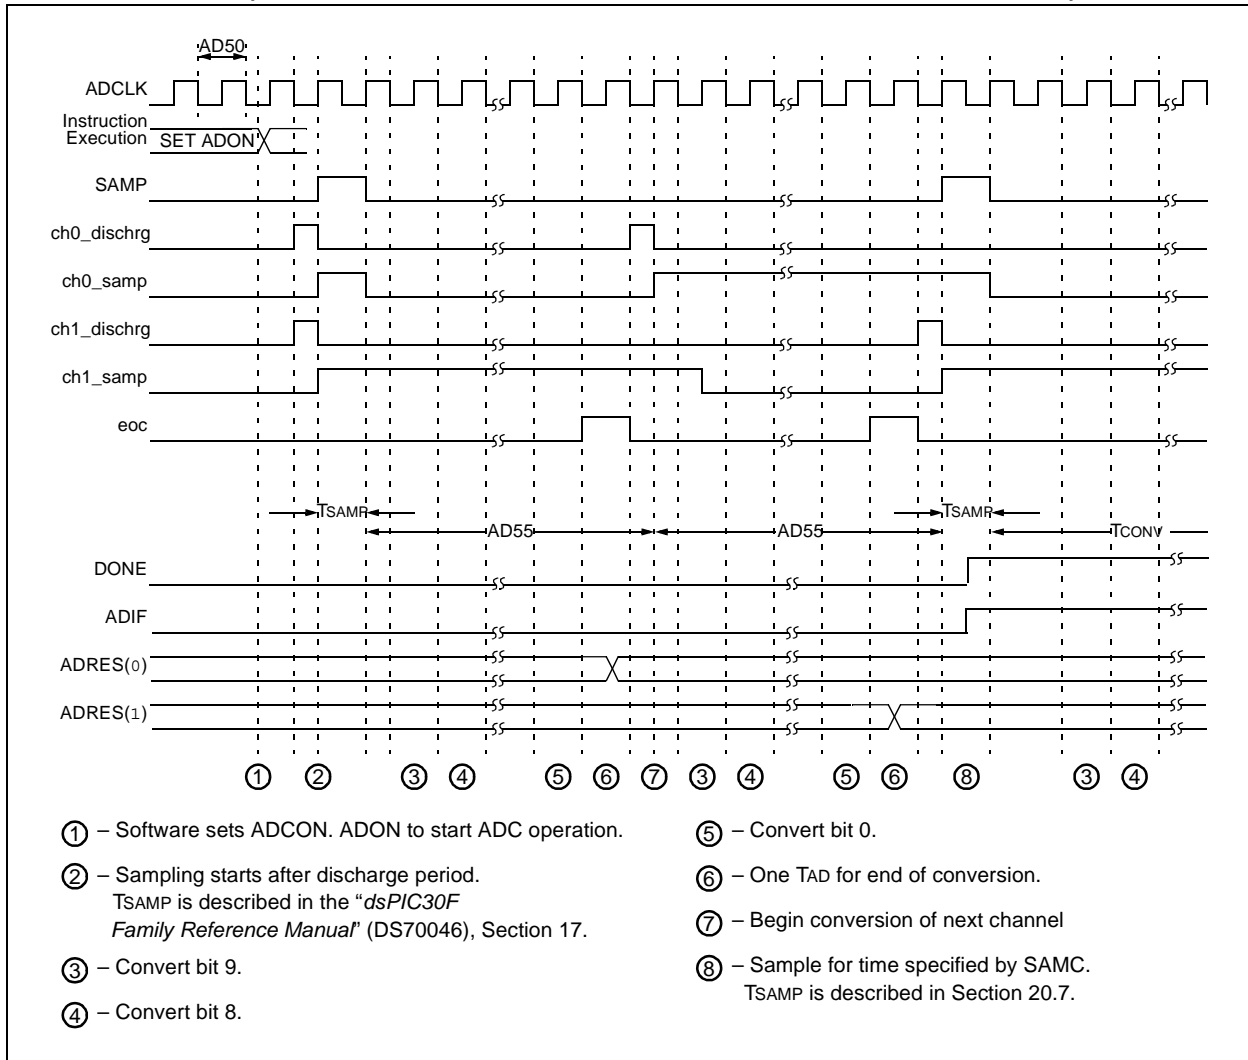 AD50
ADCLK
Instruction
Execution
SET ADON
SAMP
ch0_dischrg
ch0_samp
ch1_dischrg
ch1_samp
eoc
TSAMP
TSAMP
AD55
AD55
TCONV
DONE
ADIF
ADRES(0)
ADRES(1)
1 2 3 4 5 6 7 3 4 5 6 8 3 4
1 – Software sets ADCON. ADON to start ADC operation.
2 – Sampling starts after discharge period.
TSAMP is described in the "dsPIC30F
Family Reference Manual" (DS70046), Section 17.
3 – Convert bit 9.
4 – Convert bit 8.
5 – Convert bit 0.
6 – One TAD for end of conversion.
7 – Begin conversion of next channel
8 – Sample for time specified by SAMC.
TSAMP is described in Section 20.7.